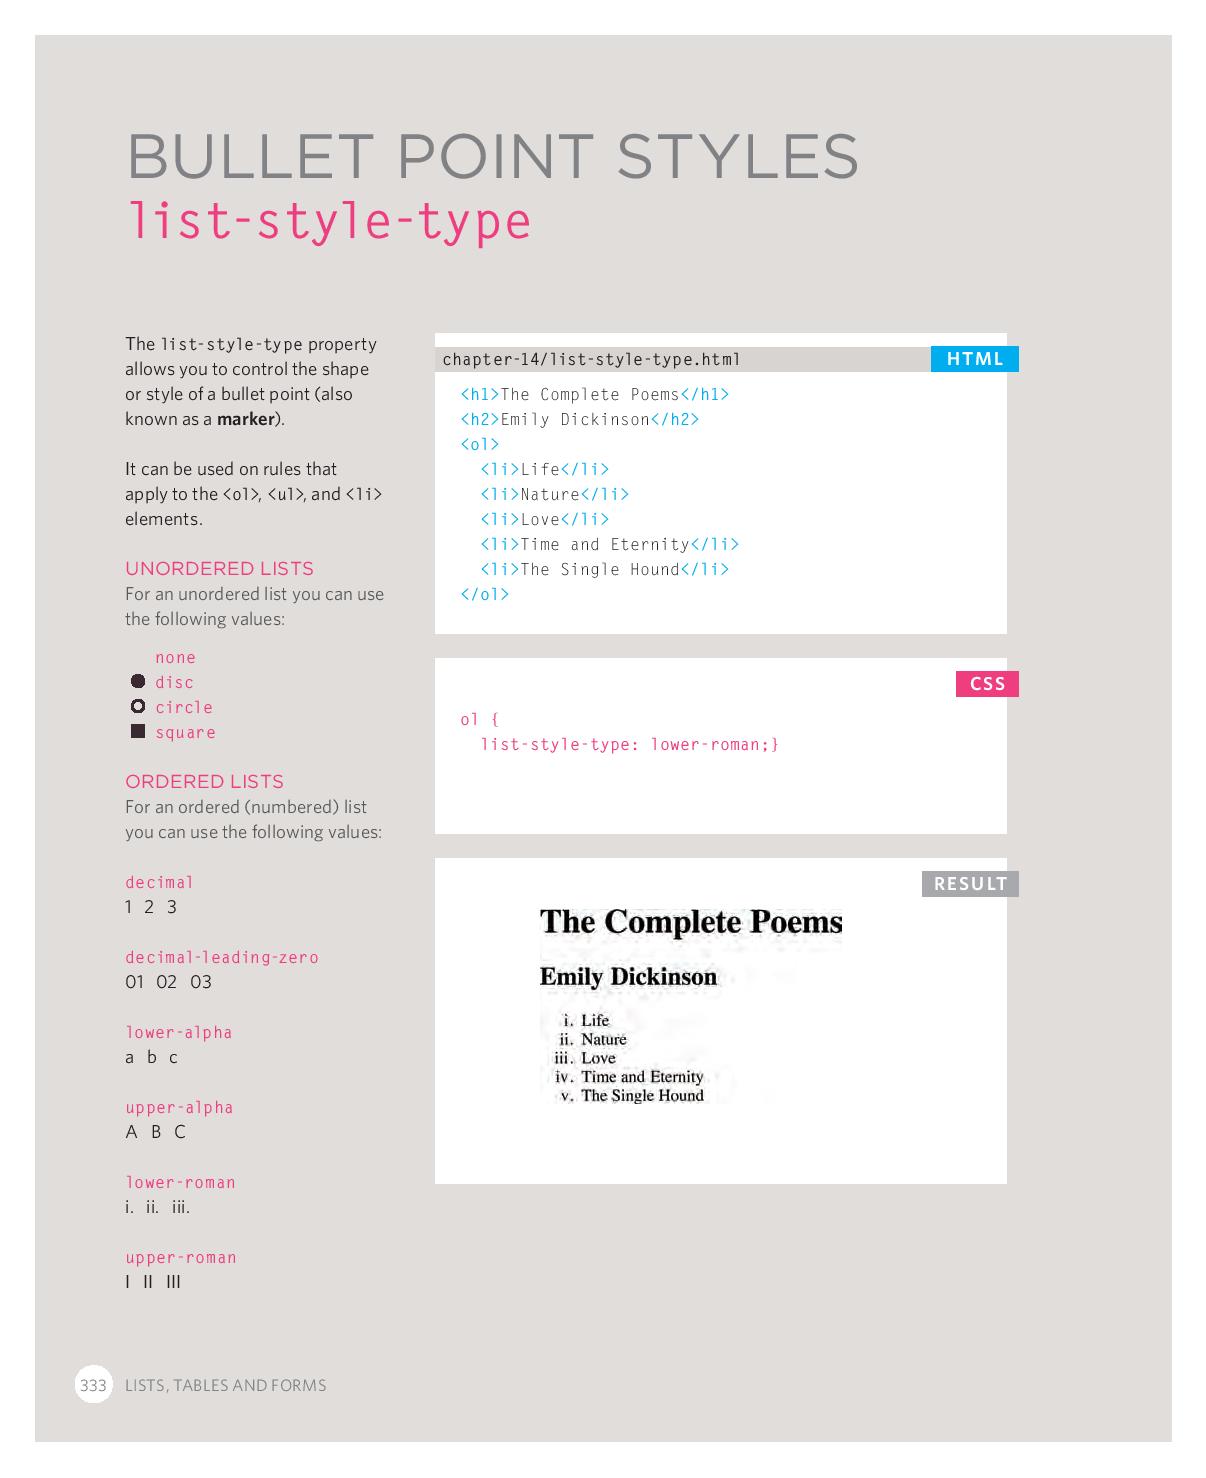 BULLET POINT STYLES
list-style-type
The list-style-type property
allows you to control the shape
or style of a bullet point (also
known as a marker).
It can be used on rules that
apply to the <ol>, <ul>, and <li>
elements.
UNORDERED LISTS
For an unordered list you can use
the following values:
none
disc
circle
square
ORDERED LISTS
For an ordered (numbered) list
you can use the following values:
decimal
1 2 3
decimal-leading-zero
01 02 03
lower-alpha
a b c
upper-alpha
A B C
lower-roman
i. ii. iii.
upper-roman
I II III
chapter-14/list-style-type.html HTML
<h1>The Complete Poems</h1>
<h2>Emily Dickinson</h2>
<ol>
<li>Life</li>
<li>Nature</li>
<li>Love</li>
<li>Time and Eternity</li>
<li>The Single Hound</li>
</ol>
CSS
ol {
list-style-type: lower-roman;}
RESULT
The Complete Poems
Emily Dickinson
i. Life
ii. Nature
iii. Love
iv. Time and Eternity
v. The Single Hound
333 LISTS, TABLES AND FORMS